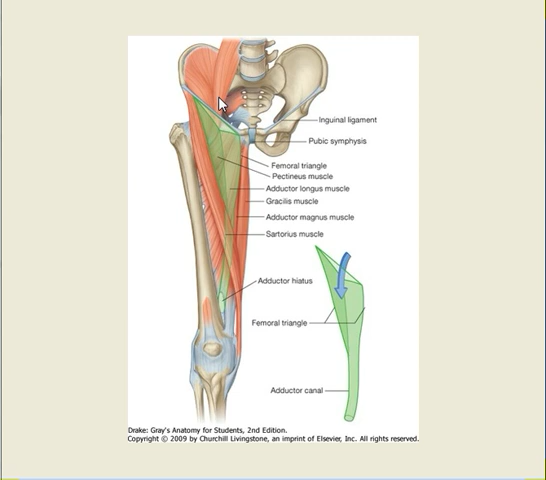 Inguinal ligament
Pubic symphysis
Femoral triangle
Pectineus muscle
Adductor longus muscle
Gracilis muscle
Adductor magnus muscle
Sartorius muscle
Adductor hiatus
Femoral triangle
Adductor canal
Drake: Gray's Anatomy for Students, 2nd Edition.
Copyright © 2009 by Churchill Livingstone, an imprint of Elsevier, Inc. All rights reserved.